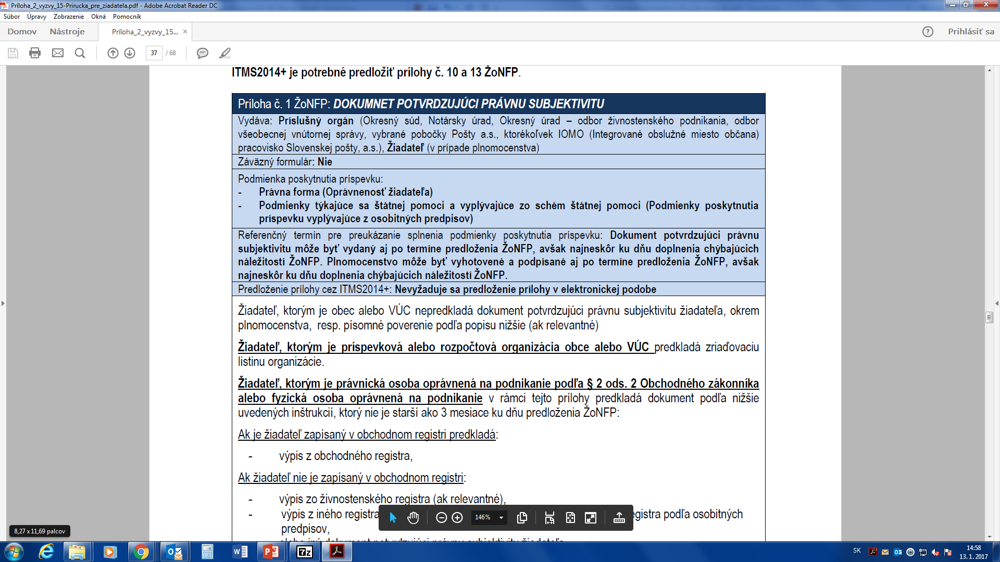 Príloha_2_vyzvy_15-Prirucka_pre_ziadatela.pdf - Adobe Acrobat Reader DC
Súbor Úpravy Zobrazenie Okná Pomocník
Domov Nástroje Príloha_2_vyzvy_15... × Prihlásiť sa
37 / 68
ITMS2014+ je potrebné predložiť prílohy č. 10 a 13 ŽoNFP.
Príloha č. 1 ŽoNFP: DOKUMNET POTVRDZUJÚCI PRÁVNU SUBJEKTIVITU
Vydáva: Príslušný orgán (Okresný súd, Notársky úrad, Okresný úrad – odbor živnostenského podnikania, odbor
všeobecnej vnútornej správy, vybrané pobočky Pošty a.s., ktorékoľvek IOMO (Integrované obslužné miesto občana)
pracovisko Slovenskej pošty, a.s.), Žiadateľ (v prípade plnomocenstva)
Záväzný formulár: Nie
Podmienka poskytnutia príspevku:
- Právna forma (Oprávnenosť žiadateľa)
- Podmienky týkajúce sa štátnej pomoci a vyplývajúce zo schém štátnej pomoci (Podmienky poskytnutia
príspevku vyplývajúce z osobitných predpisov)
Referenčný termín pre preukázanie splnenia podmienky poskytnutia príspevku: Dokument potvrdzujúci právnu
subjektivitu môže byť vydaný aj po termíne predloženia ŽoNFP, avšak najneskôr ku dňu doplnenia chýbajúcich
náležitostí ŽoNFP. Plnomocenstvo môže byť vyhotovené a podpísané aj po termíne predloženia ŽoNFP, avšak
najneskôr ku dňu doplnenia chýbajúcich náležitostí ŽoNFP.
Predloženie prílohy cez ITMS2014+: Nevyžaduje sa predloženie prílohy v elektronickej podobe
Žiadateľ, ktorým je obec alebo VÚC nepredkladá dokument potvrdzujúci právnu subjektivitu žiadateľa, okrem
plnomocenstva, resp. písomné poverenie podľa popisu nižšie (ak relevantné)
Žiadateľ, ktorým je príspevková alebo rozpočtová organizácia obce alebo VÚC predkladá zriaďovaciu
listinu organizácie.
Žiadateľ, ktorým je právnická osoba oprávnená na podnikanie podľa § 2 ods. 2 Obchodného zákonníka
alebo fyzická osoba oprávnená na podnikanie v rámci tejto prílohy predkladá dokument podľa nižšie
uvedených inštrukcií, ktorý nie je starší ako 3 mesiace ku dňu predloženia ŽoNFP:
Ak je žiadateľ zapísaný v obchodnom registri predkladá:
- výpis z obchodného registra,
Ak žiadateľ nie je zapísaný v obchodnom registri:
- výpis zo živnostenského registra (ak relevantné),
- výpis z iného registra egistra podľa osobitných
predpisov,
146%
8,27 x 11,69 palcov
SK 14:58
13. 1. 2017